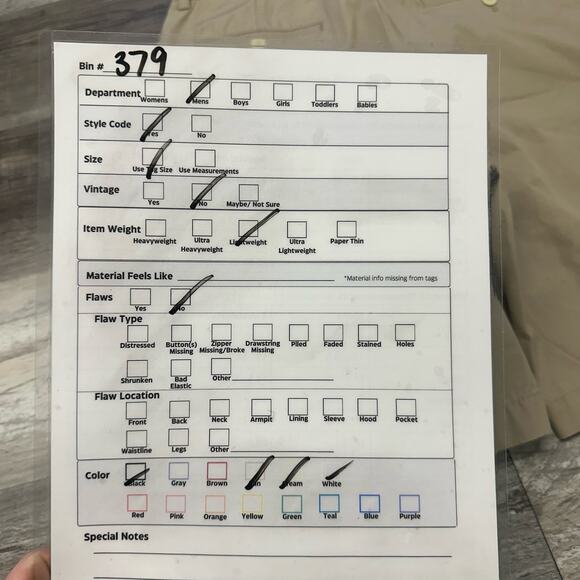 Bin # 379
Department Womens Mens Boys Girls Toddlers Babies
Style Code Yes No
Size Use Tag Size Use Measurements
Vintage Yes No Maybe/ Not Sure
Item Weight Heavyweight Ultra Heavyweight Lightweight Ultra Lightweight Paper Thin
Material Feels Like *Material info missing from tags
Flaws Yes No
Flaw Type
Distressed Button(s) Missing Zipper Missing/Broke Drawstring Missing Piled Faded Stained Holes
Shrunken Bad Elastic Other
Flaw Location
Front Back Neck Armpit Lining Sleeve Hood Pocket
Waistline Legs Other
Color Black Gray Brown Tan Cream White
Red Pink Orange Yellow Green Teal Blue Purple
Special Notes